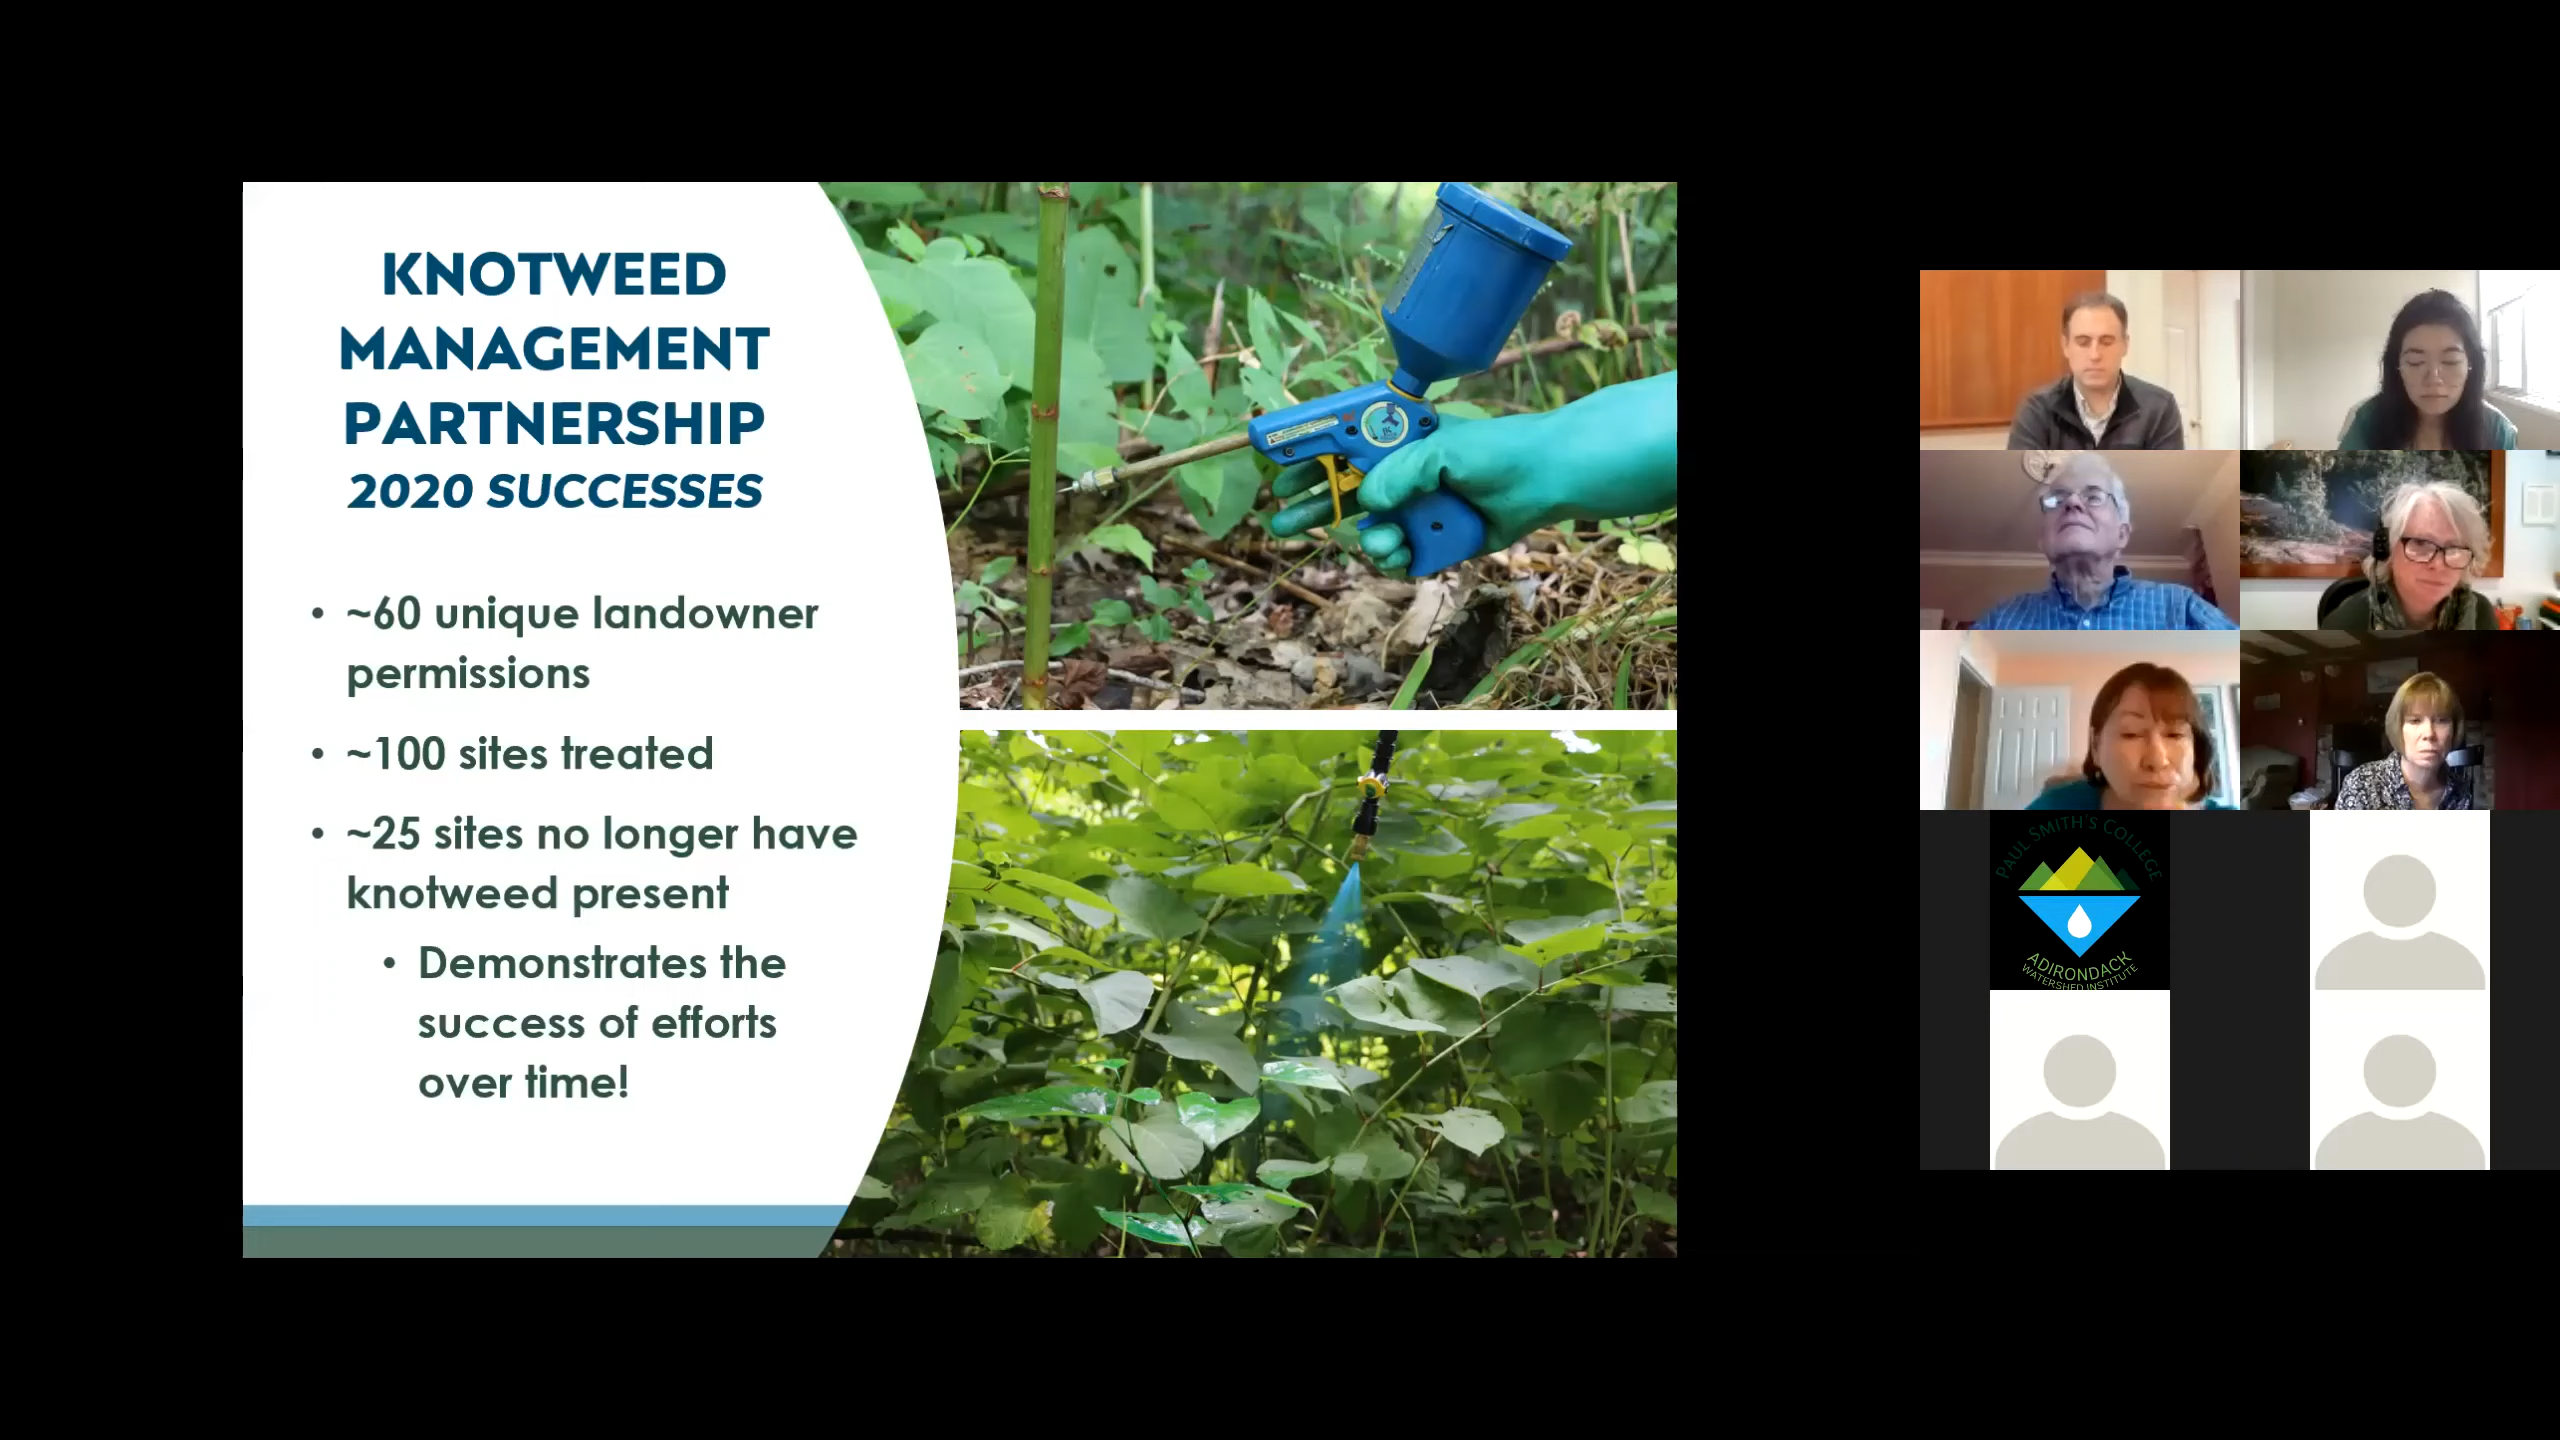 KNOTWEED
MANAGEMENT
PARTNERSHIP
2020 SUCCESSES
• ~60 unique landowner
permissions
• ~100 sites treated
• ~25 sites no longer have
knotweed present
• Demonstrates the
success of efforts
over time!
PAUL SMITH'S COLLEGE
ADIRONDACK
WATERSHED INSTITUTE